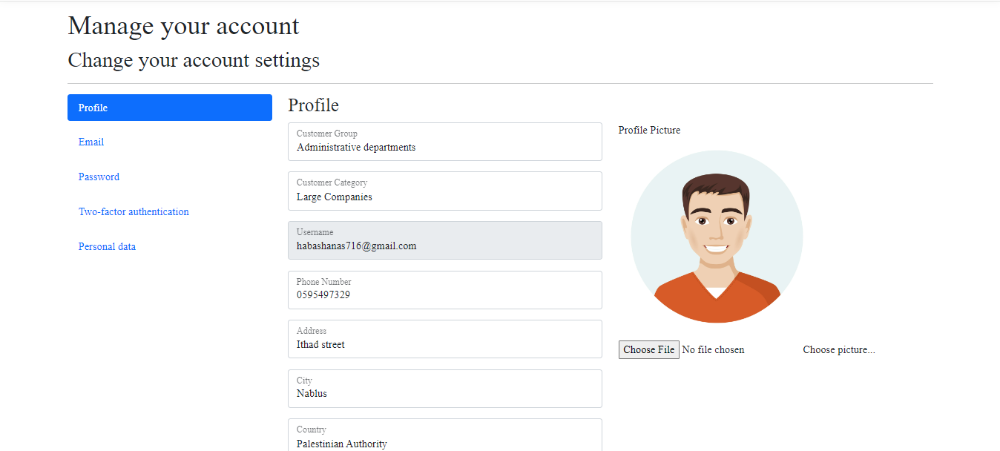 Manage your account
Change your account settings
Profile
Email
Password
Two-factor authentication
Personal data
Profile
Customer Group
Administrative departments
Customer Category
Large Companies
Username
habashanas716@gmail.com
Phone Number
0595497329
Address
Ithad street
City
Nablus
Country
Palestinian Authority
Profile Picture
Choose File No file chosen Choose picture...